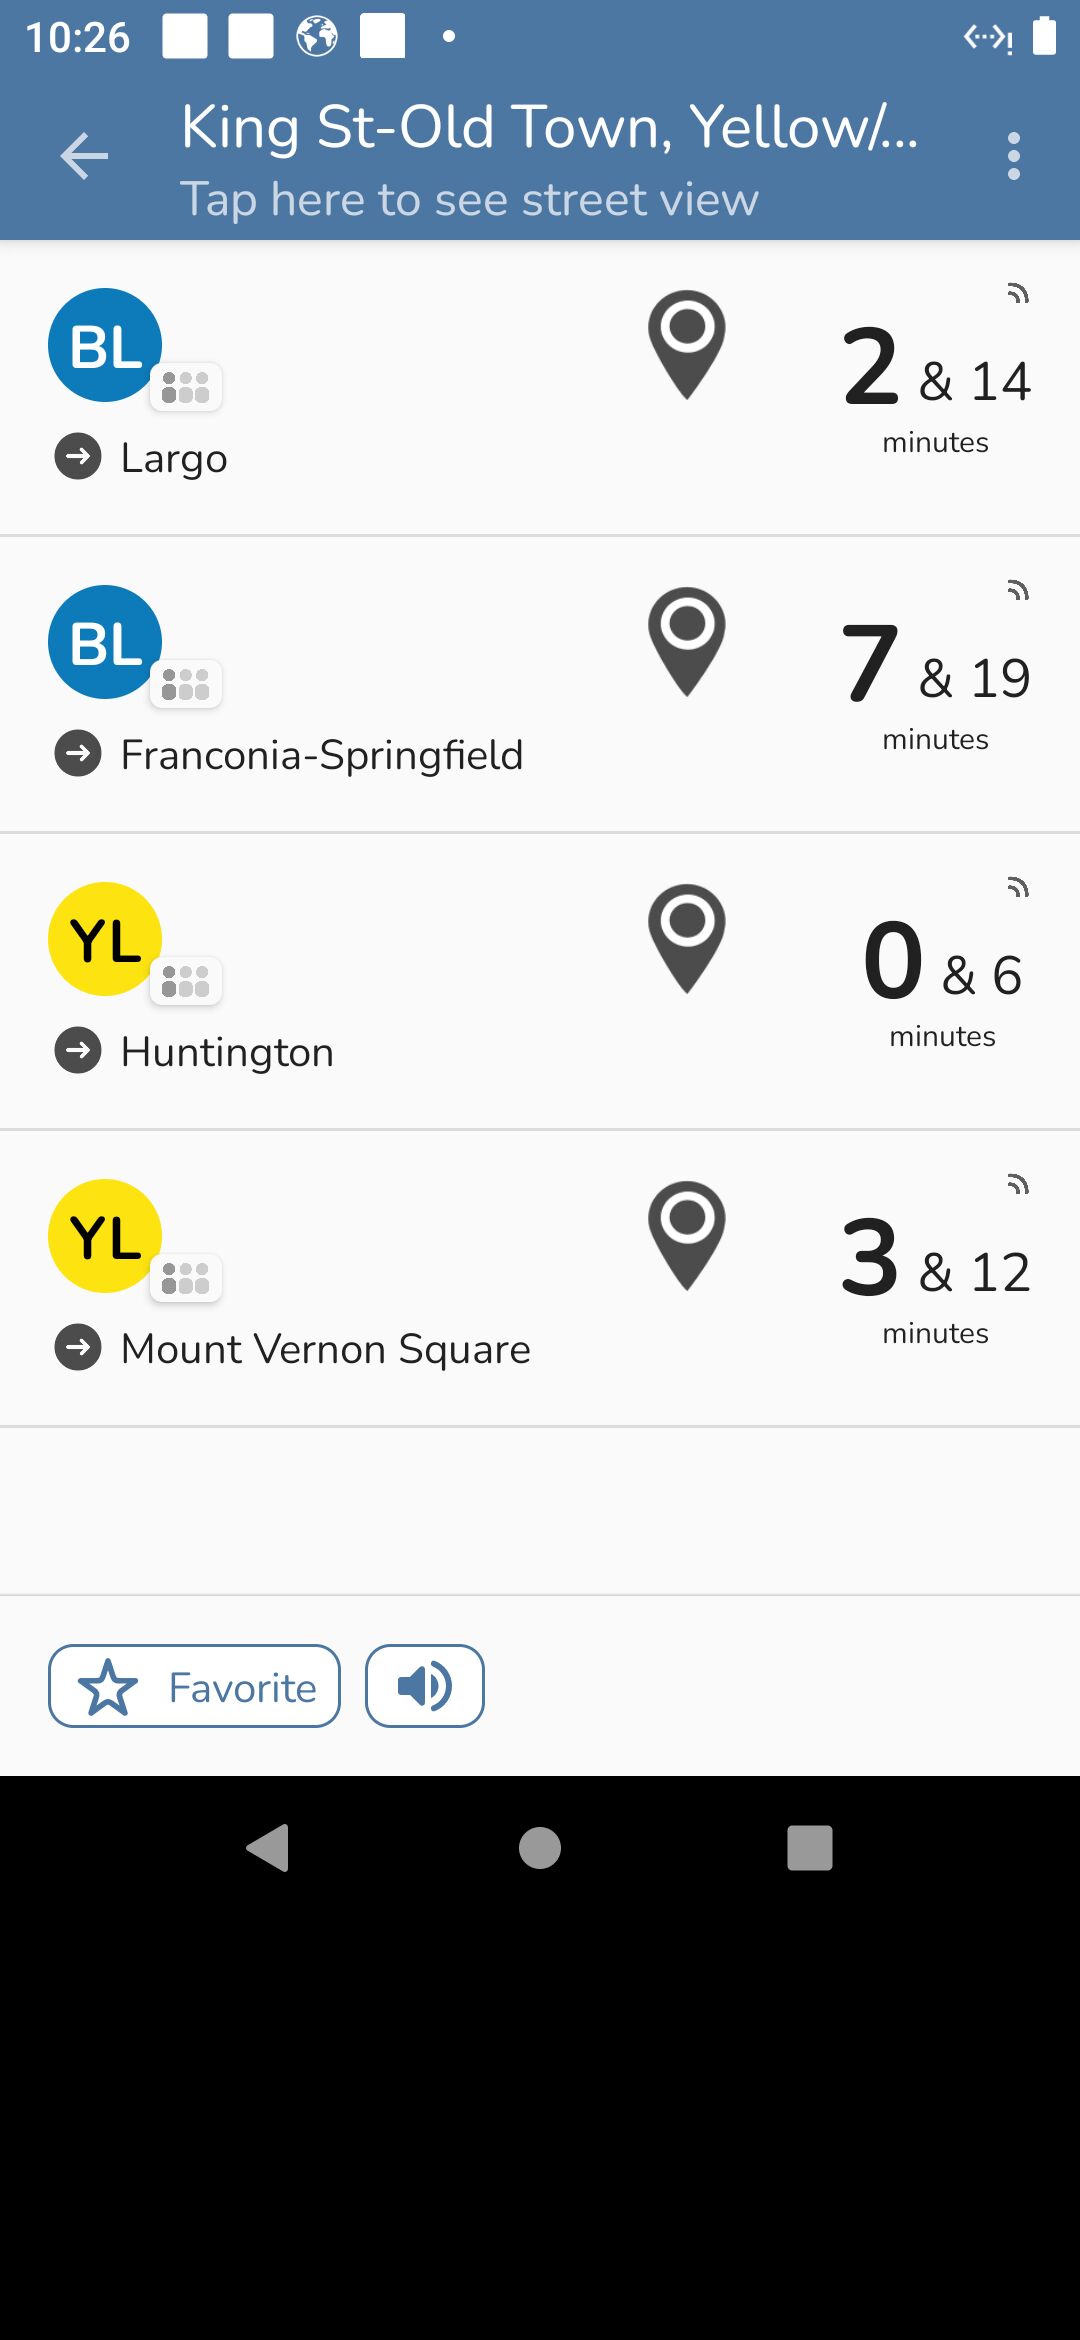 10:26
King St-Old Town, Yellow/...
Tap here to see street view
BL
2 & 14
minutes
Largo
BL
7 & 19
minutes
Franconia-Springfield
YL
0 & 6
minutes
Huntington
YL
3 & 12
minutes
Mount Vernon Square
Favorite